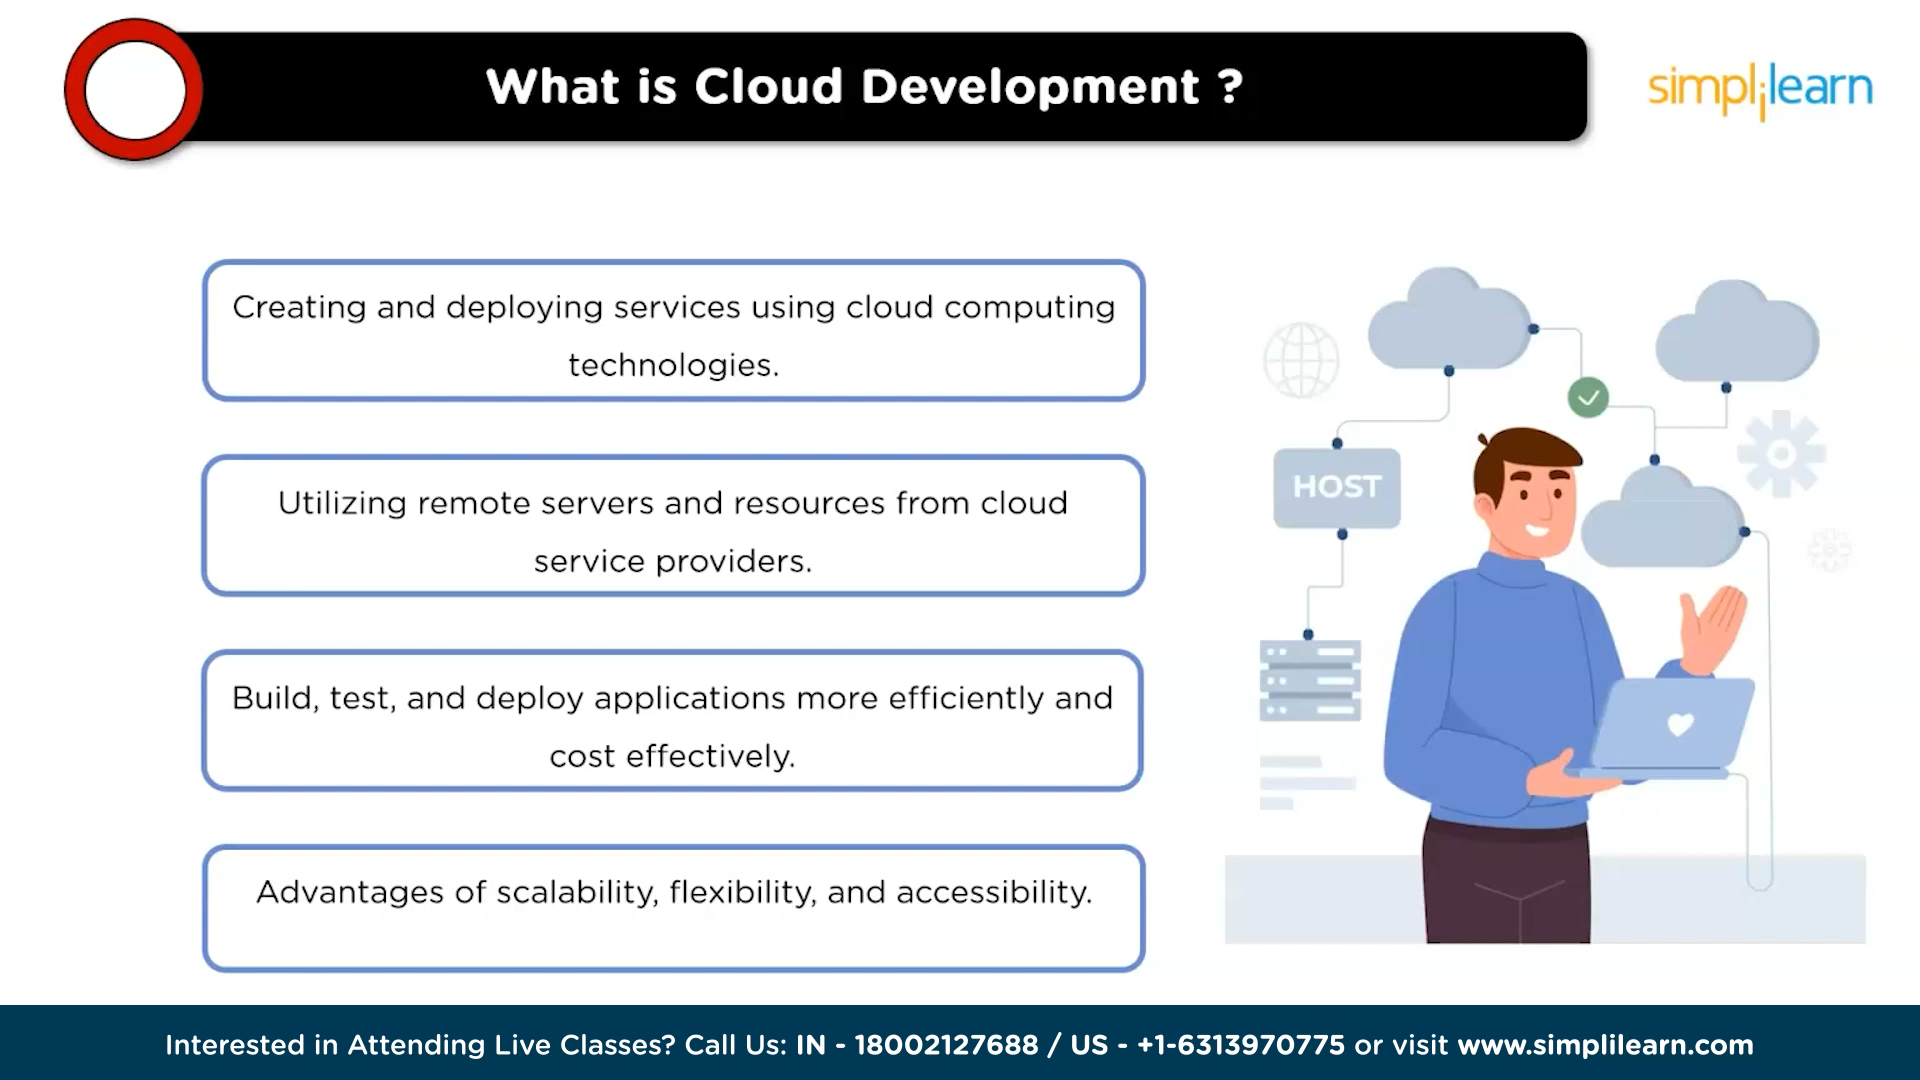 What is Cloud Development ?
simplilearn
Creating and deploying services using cloud computing
technologies.
Utilizing remote servers and resources from cloud
service providers.
Build, test, and deploy applications more efficiently and
cost effectively.
Advantages of scalability, flexibility, and accessibility.
HOST
Interested in Attending Live Classes? Call Us: IN - 18002127688 / US - +1-6313970775 or visit www.simplilearn.com